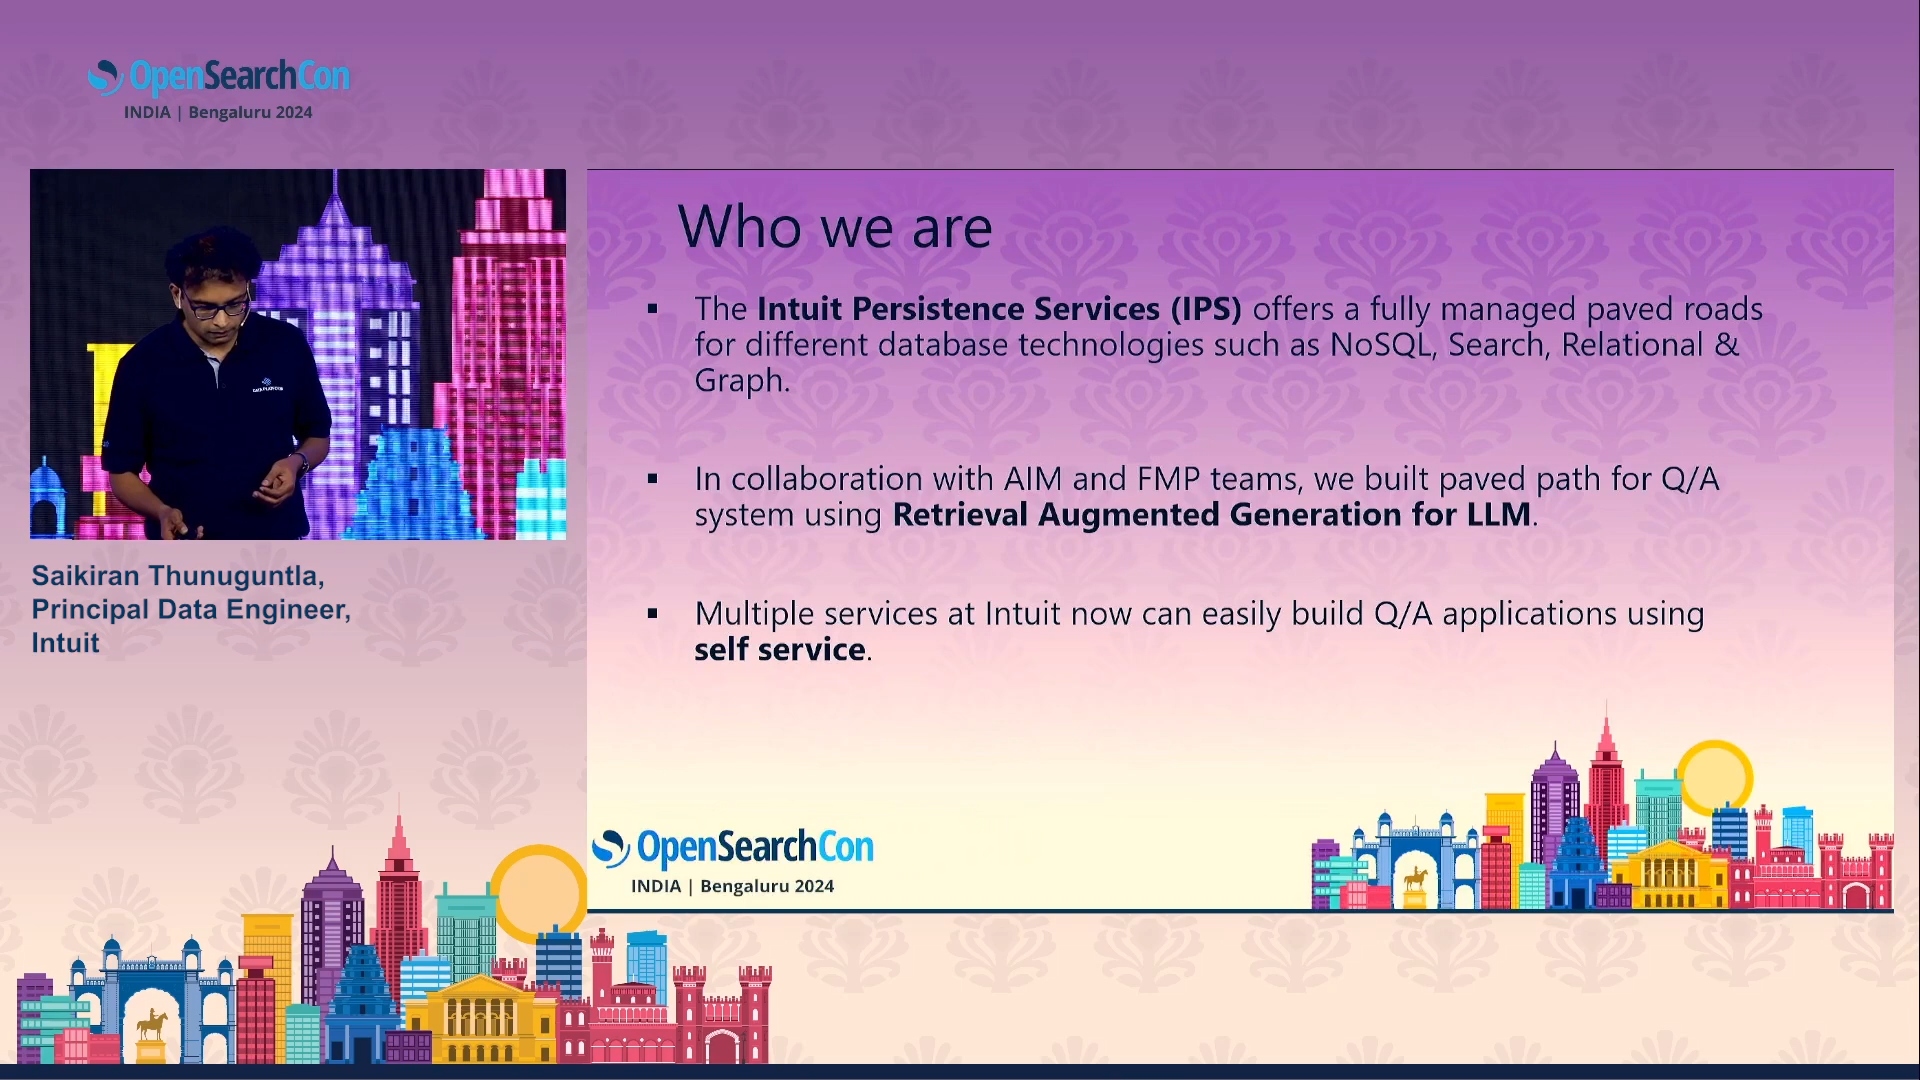 OpenSearchCon
INDIA | Bengaluru 2024
Who we are
▪ The Intuit Persistence Services (IPS) offers a fully managed paved roads
for different database technologies such as NoSQL, Search, Relational &
Graph.
▪ In collaboration with AIM and FMP teams, we built paved path for Q/A
system using Retrieval Augmented Generation for LLM.
▪ Multiple services at Intuit now can easily build Q/A applications using
self service.
Saikiran Thunuguntla,
Principal Data Engineer,
Intuit
OpenSearchCon
INDIA | Bengaluru 2024